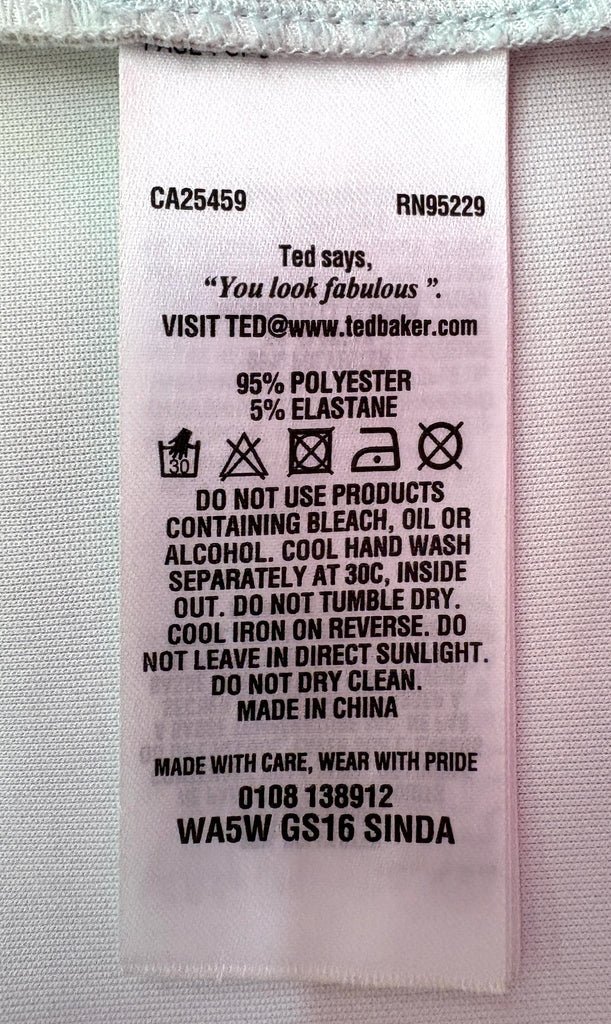 CA25459 RN95229
Ted says,
“You look fabulous ”.
VISIT TED@www.tedbaker.com
95% POLYESTER
5% ELASTANE
30
DO NOT USE PRODUCTS
CONTAINING BLEACH, OIL OR
ALCOHOL. COOL HAND WASH
SEPARATELY AT 30C, INSIDE
OUT. DO NOT TUMBLE DRY.
COOL IRON ON REVERSE. DO
NOT LEAVE IN DIRECT SUNLIGHT.
DO NOT DRY CLEAN.
MADE IN CHINA
MADE WITH CARE, WEAR WITH PRIDE
0108 138912
WA5W GS16 SINDA